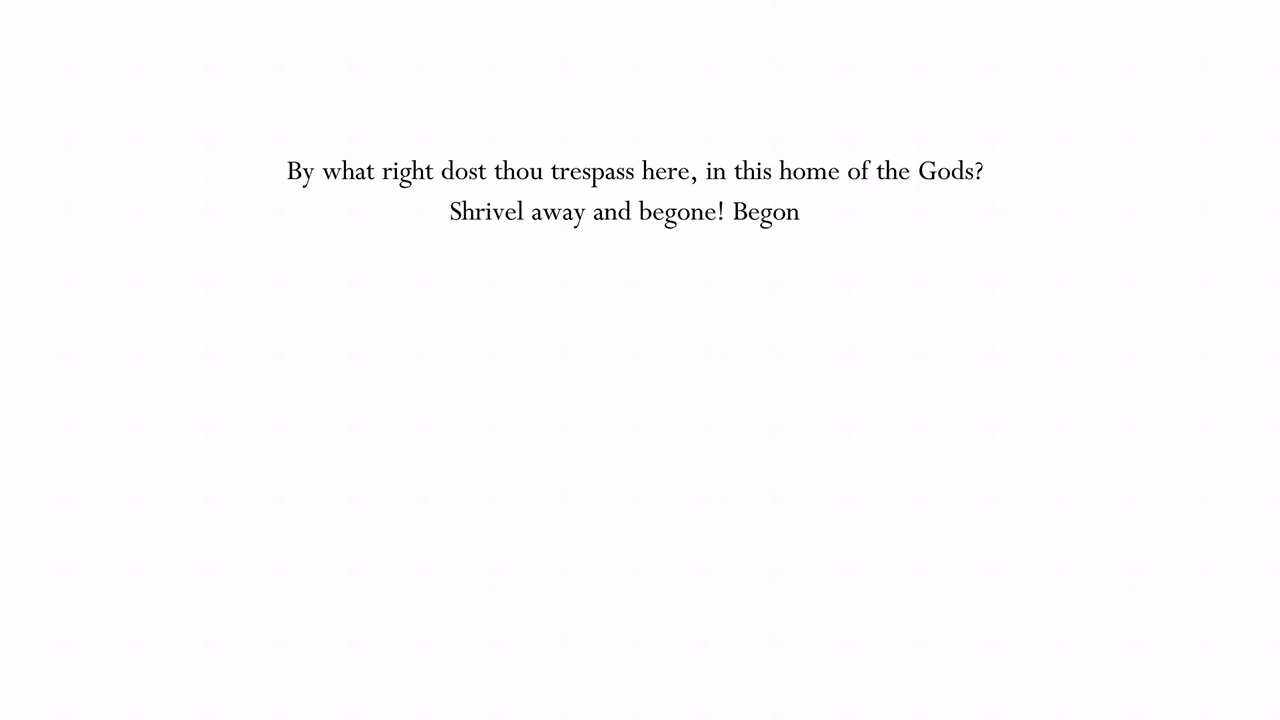 By what right dost thou trespass here, in this home of the Gods?
Shrivel away and begone! Begon